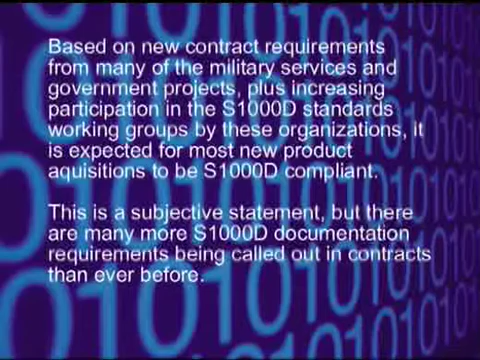 Based on new contract requirements
from many of the military services and
government projects, plus increasing
participation in the S1000D standards
working groups by these organizations, it
is expected for most new product
aquisitions to be S1000D compliant.
This is a subjective statement, but there
are many more S1000D documentation
requirements being called out in contracts
than ever before.